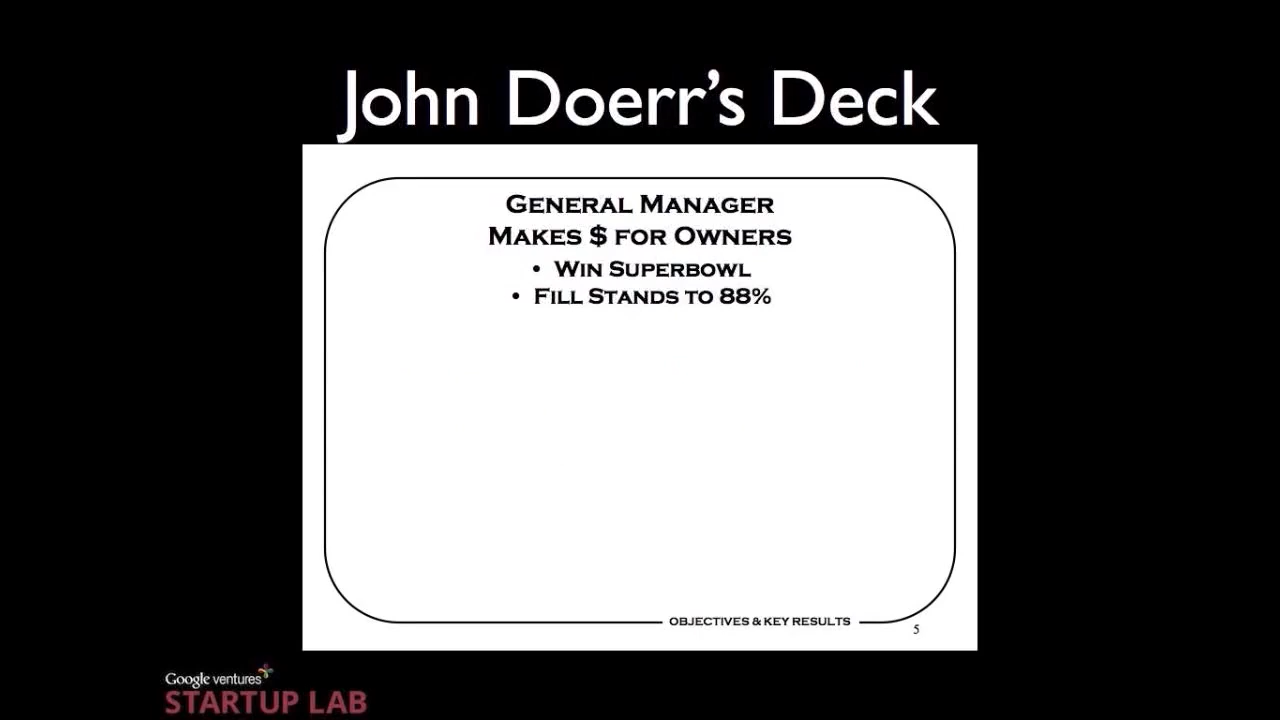 John Doerr’s Deck
General Manager
Makes $ for Owners
• Win Superbowl
• Fill Stands to 88%
Objectives & Key Results
5
Google ventures
STARTUP LAB